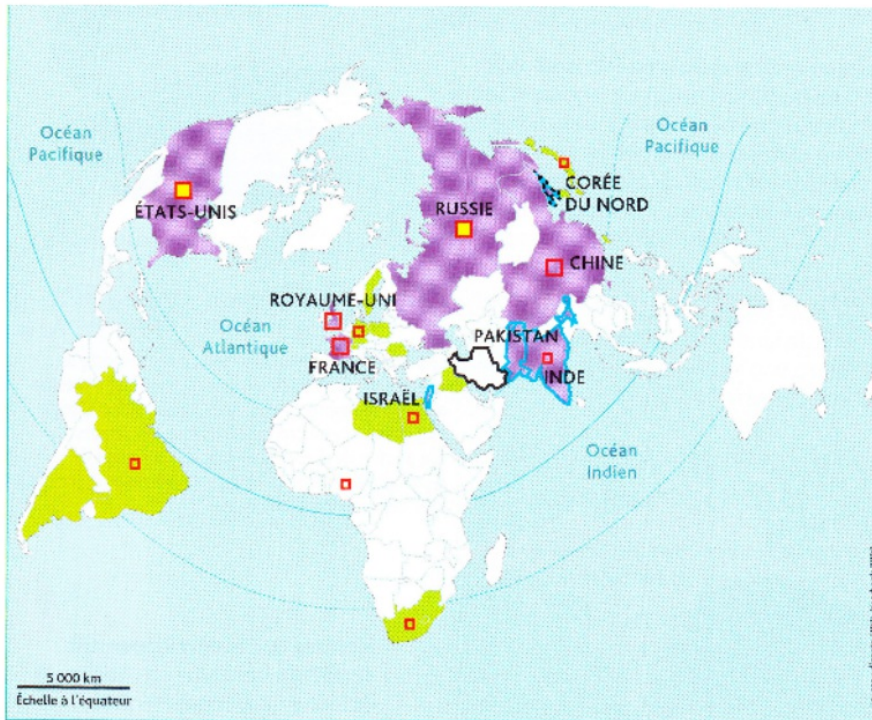 Océan
Pacifique
Océan
Pacifique
CORÉE
DU NORD
ÉTATS-UNIS
RUSSIE
CHINE
ROYAUME-UNI
Océan
Atlantique
PAKISTAN
FRANCE
INDE
ISRAËL
Océan
Indien
5 000 km
Échelle à l'équateur